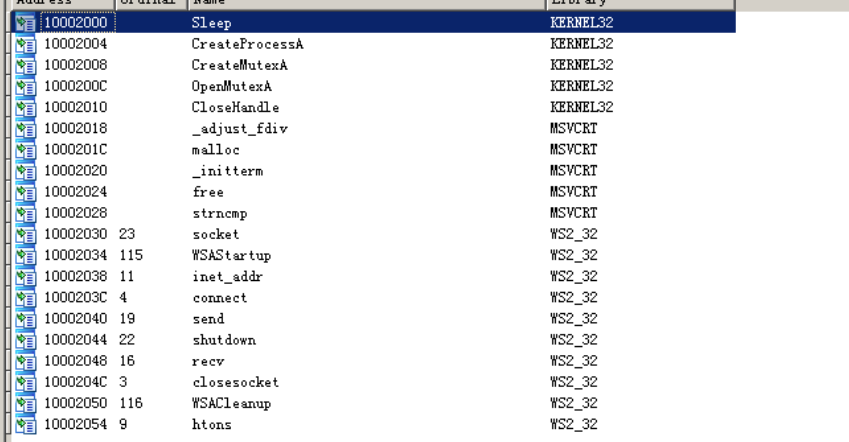 Address Ordinal Name Library
10002000 Sleep KERNEL32
10002004 CreateProcessA KERNEL32
10002008 CreateMutexA KERNEL32
1000200C OpenMutexA KERNEL32
10002010 CloseHandle KERNEL32
10002018 _adjust_fdiv MSVCRT
1000201C malloc MSVCRT
10002020 _initterm MSVCRT
10002024 free MSVCRT
10002028 strncmp MSVCRT
10002030 23 socket WS2_32
10002034 115 WSAStartup WS2_32
10002038 11 inet_addr WS2_32
1000203C 4 connect WS2_32
10002040 19 send WS2_32
10002044 22 shutdown WS2_32
10002048 16 recv WS2_32
1000204C 3 closesocket WS2_32
10002050 116 WSACleanup WS2_32
10002054 9 htons WS2_32